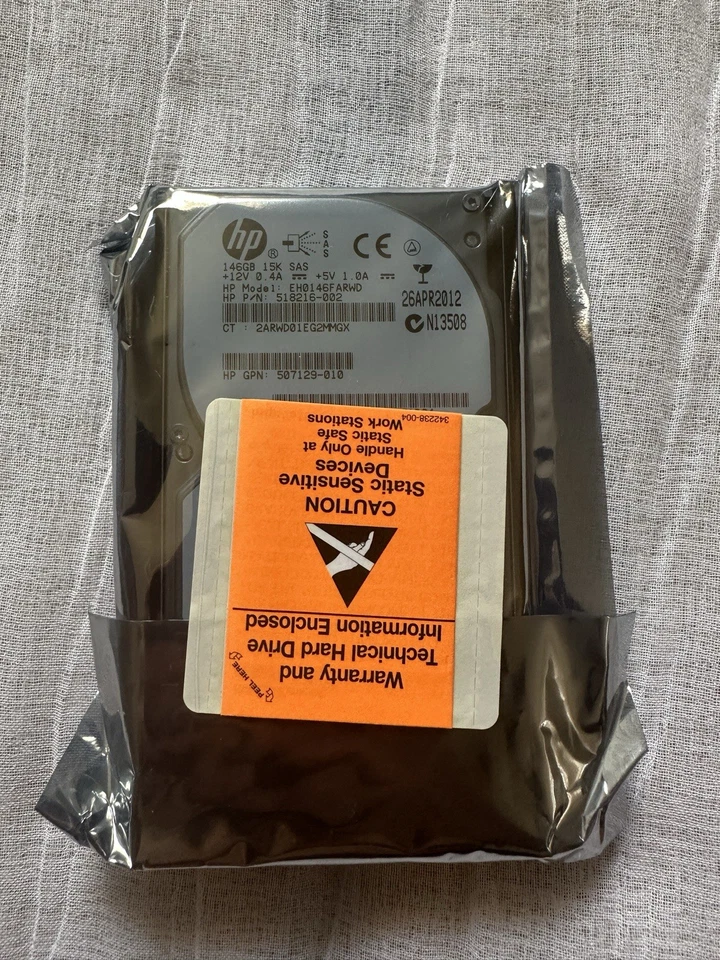 hp
®
S
A
S
CE
146GB 15K SAS
+12V 0.4A +5V 1.0A
HP Model: EH0146FARWD
HP P/N: 518216-002
26APR2012
N13508
CT : 2ARWD01EG2MMGX
HP GPN: 507129-010
Warranty and
Technical Hard Drive
Information Enclosed
PEEL HERE
CAUTION
Static Sensitive
Devices
Handle Only at
Static Safe
Work Stations
342238-004